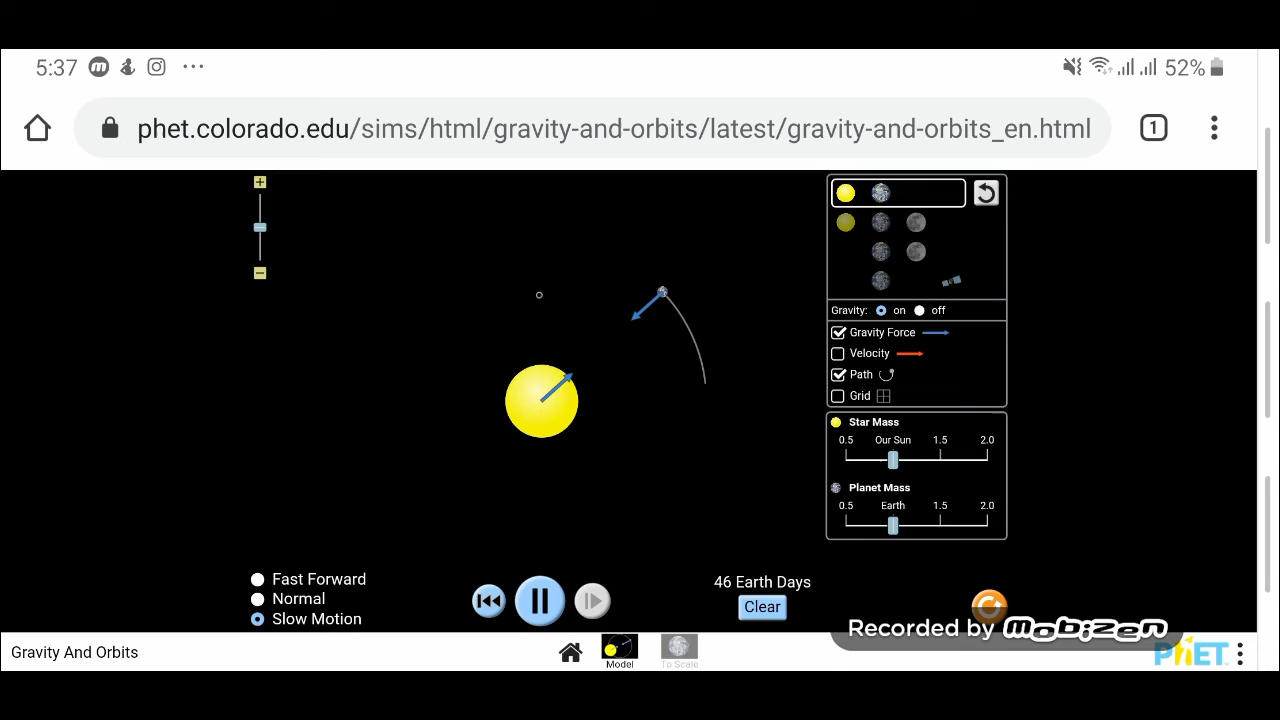 5:37
52%
phet.colorado.edu/sims/html/gravity-and-orbits/latest/gravity-and-orbits_en.html
1
Gravity: on off
Gravity Force
Velocity
Path
Grid
Star Mass
0.5 Our Sun 1.5 2.0
Planet Mass
0.5 Earth 1.5 2.0
Fast Forward
Normal
Slow Motion
46 Earth Days
Clear
Recorded by mobizen
Gravity And Orbits
Model
To Scale
PhET